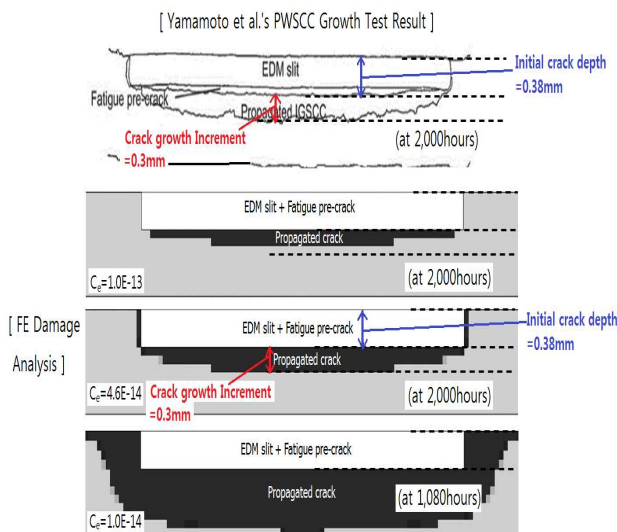 [ Yamamoto et al.'s PWSCC Growth Test Result ]
EDM slit
Initial crack depth
=0.38mm
Fatigue pre-crack
Propagated IGSCC
Crack growth Increment
=0.3mm
(at 2,000hours)
EDM slit + Fatigue pre-crack
Propagated crack
Ce=1.0E-13
(at 2,000hours)
[ FE Damage
Analysis ]
EDM slit + Fatigue pre-crack
Initial crack depth
=0.38mm
Propagated crack
Ce=4.6E-14
Crack growth Increment
=0.3mm
(at 2,000hours)
EDM slit + Fatigue pre-crack
Propagated crack
(at 1,080hours)
Ce=1.0E-14